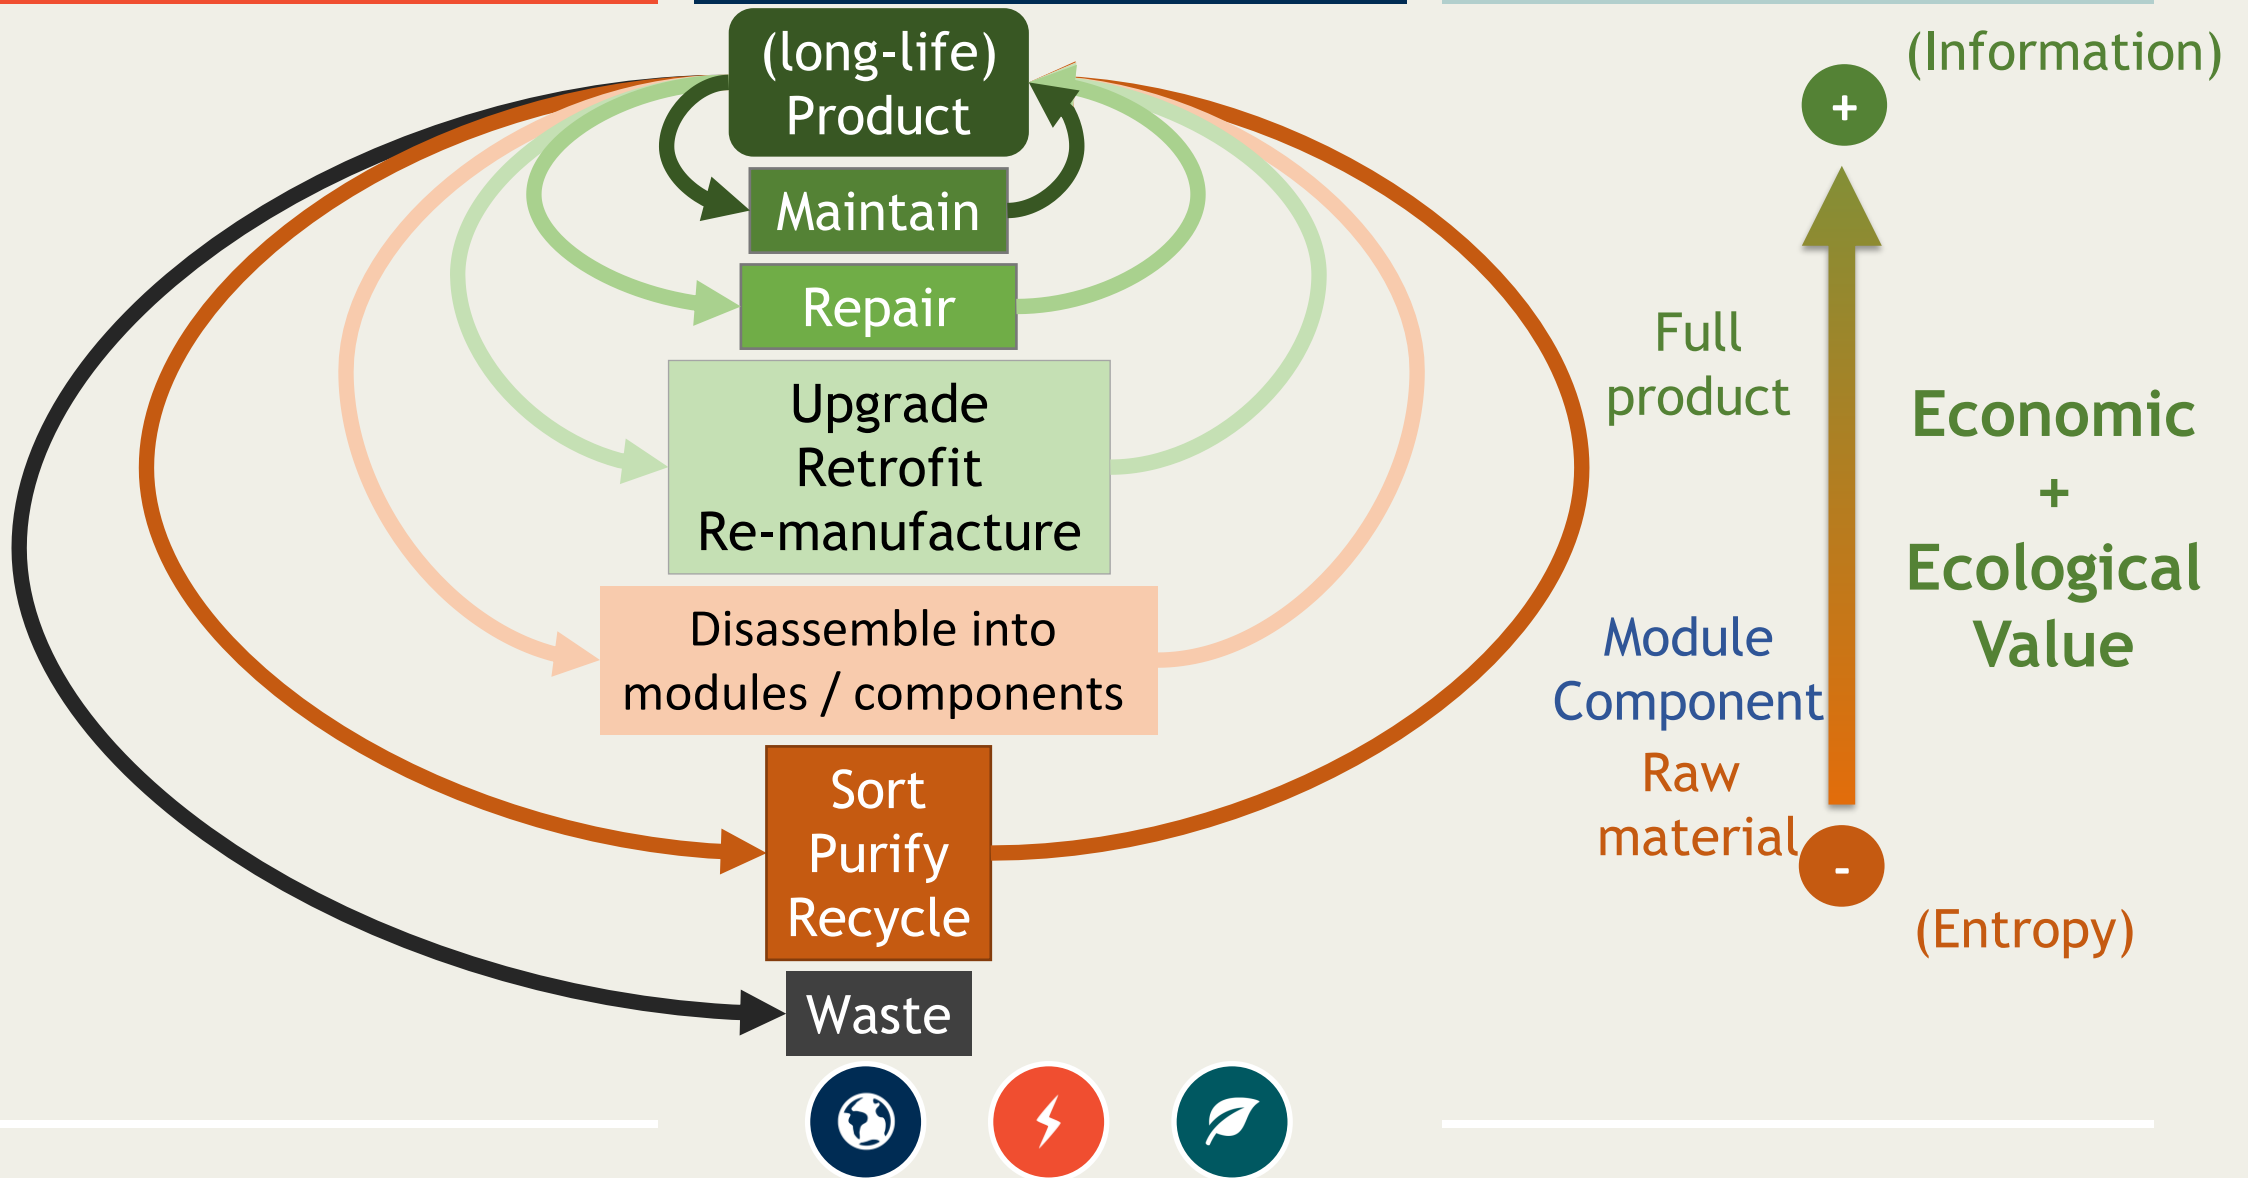 (long-life)
Product
Maintain
Repair
Upgrade
Retrofit
Re-manufacture
Disassemble into
modules / components
Sort
Purify
Recycle
Waste
(Information)
+
Full
product
Economic
+
Ecological
Value
Module
Component
Raw
material
-
(Entropy)